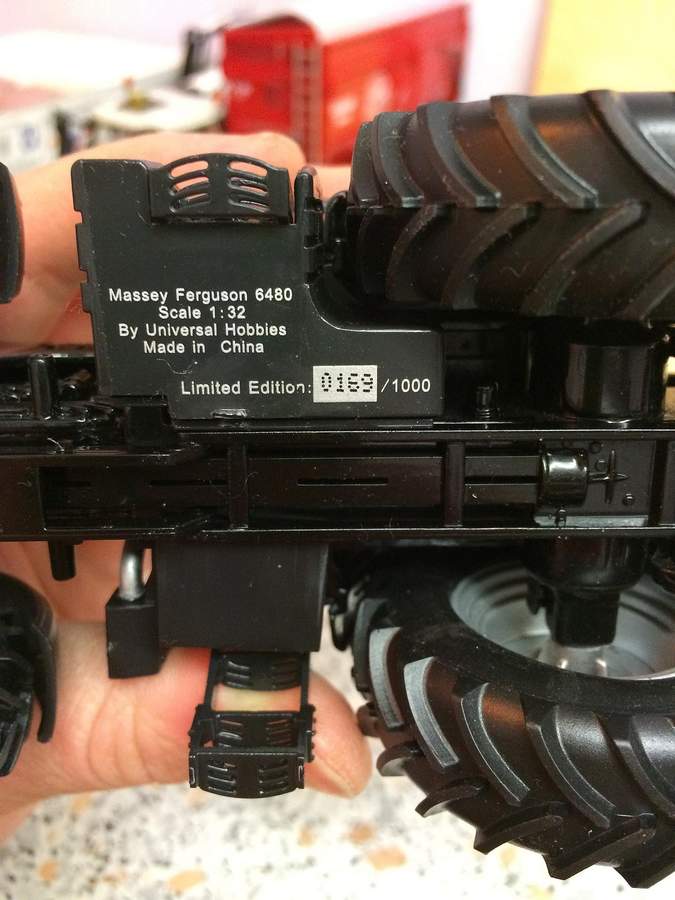 Massey Ferguson 6480
Scale 1:32
By Universal Hobbies
Made in China
Limited Edition: 0169 /1000